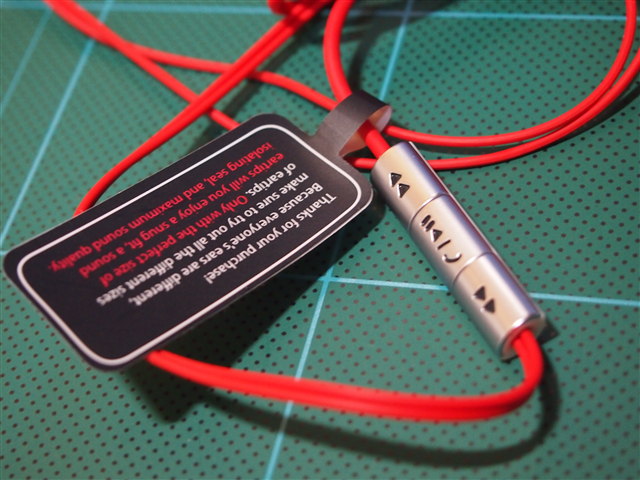 Thanks for your purchase!
Because everyone's ears are different,
make sure to try out all the different sizes
of eartips. Only with the perfect size of
eartips will you enjoy a snug fit, a sound
isolating seal, and maximum sound quality.